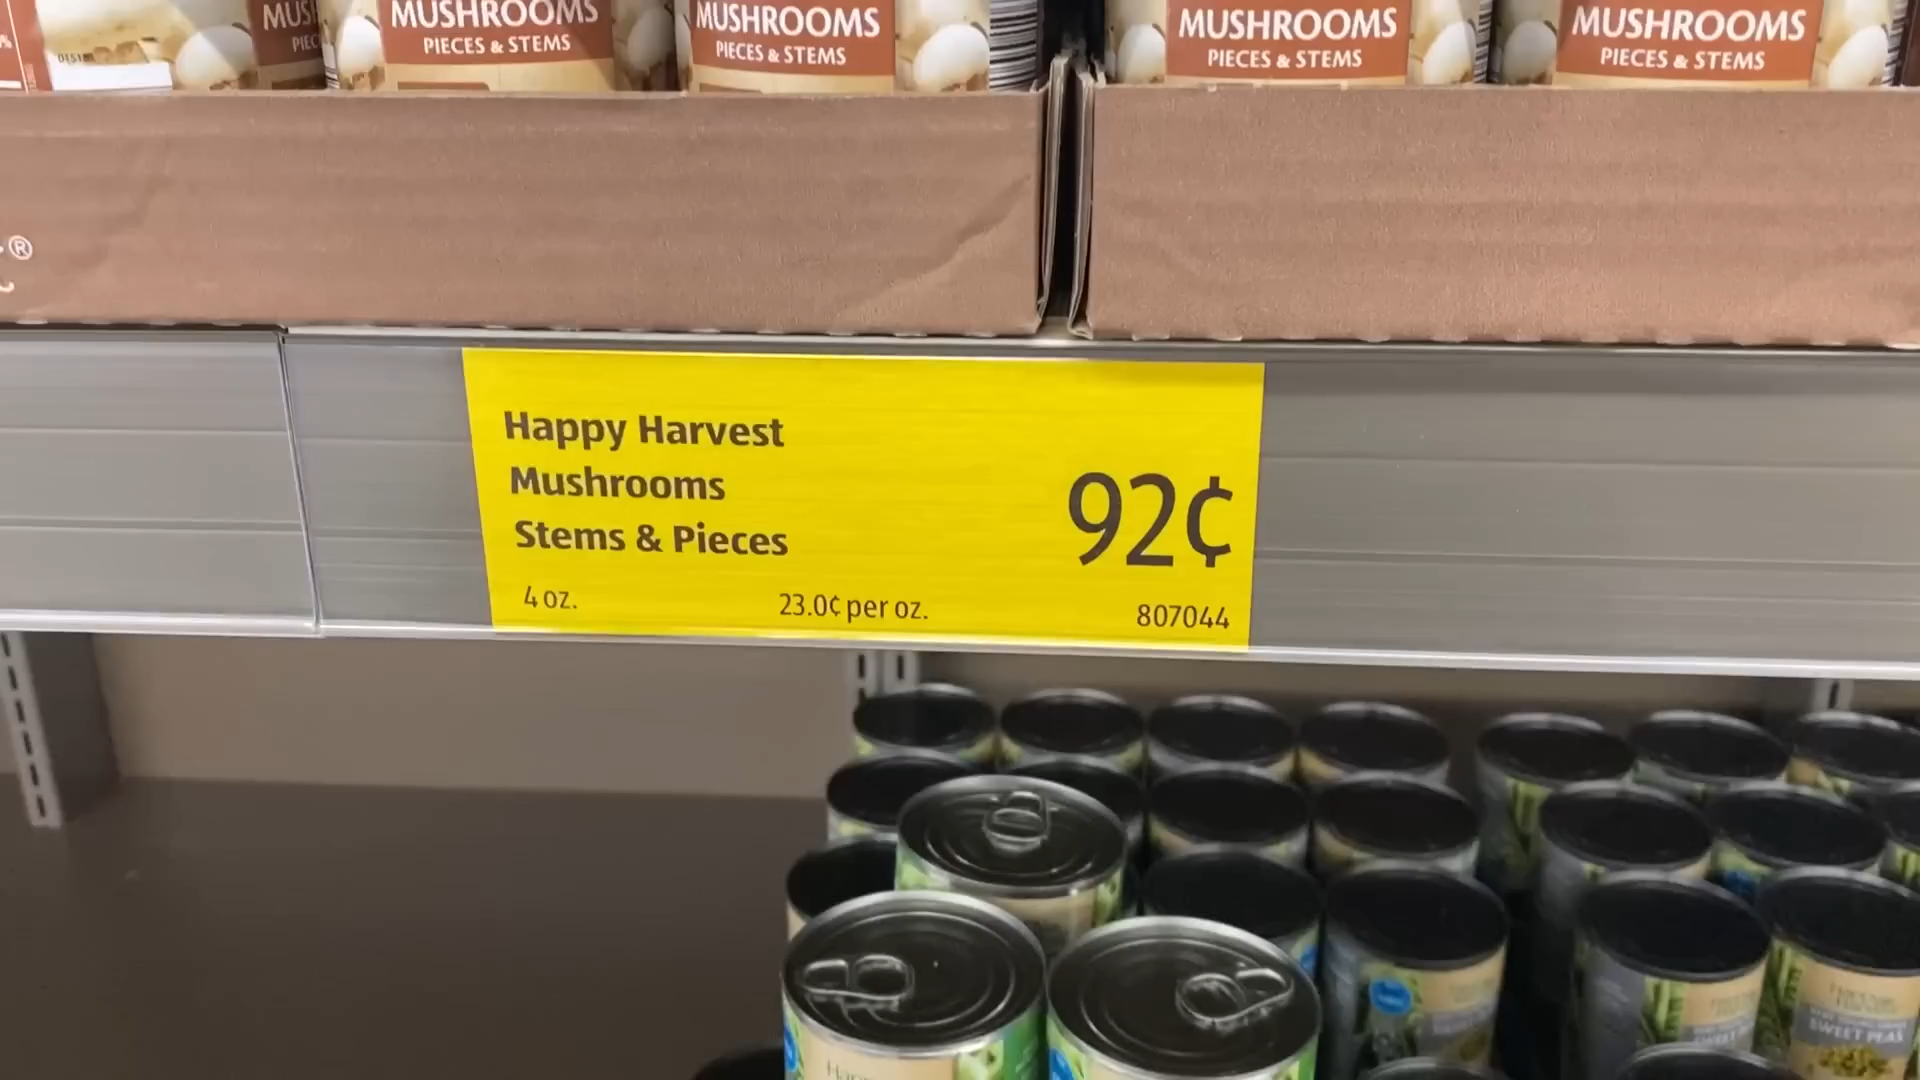 MUSHROOMS
PIECES & STEMS
MUSHROOMS
PIECES & STEMS
MUSHROOMS
PIECES & STEMS
MUSHROOMS
PIECES & STEMS
®
Happy Harvest
Mushrooms
Stems & Pieces
92¢
4 oz.
23.0¢ per oz.
807044
SWEET PEAS